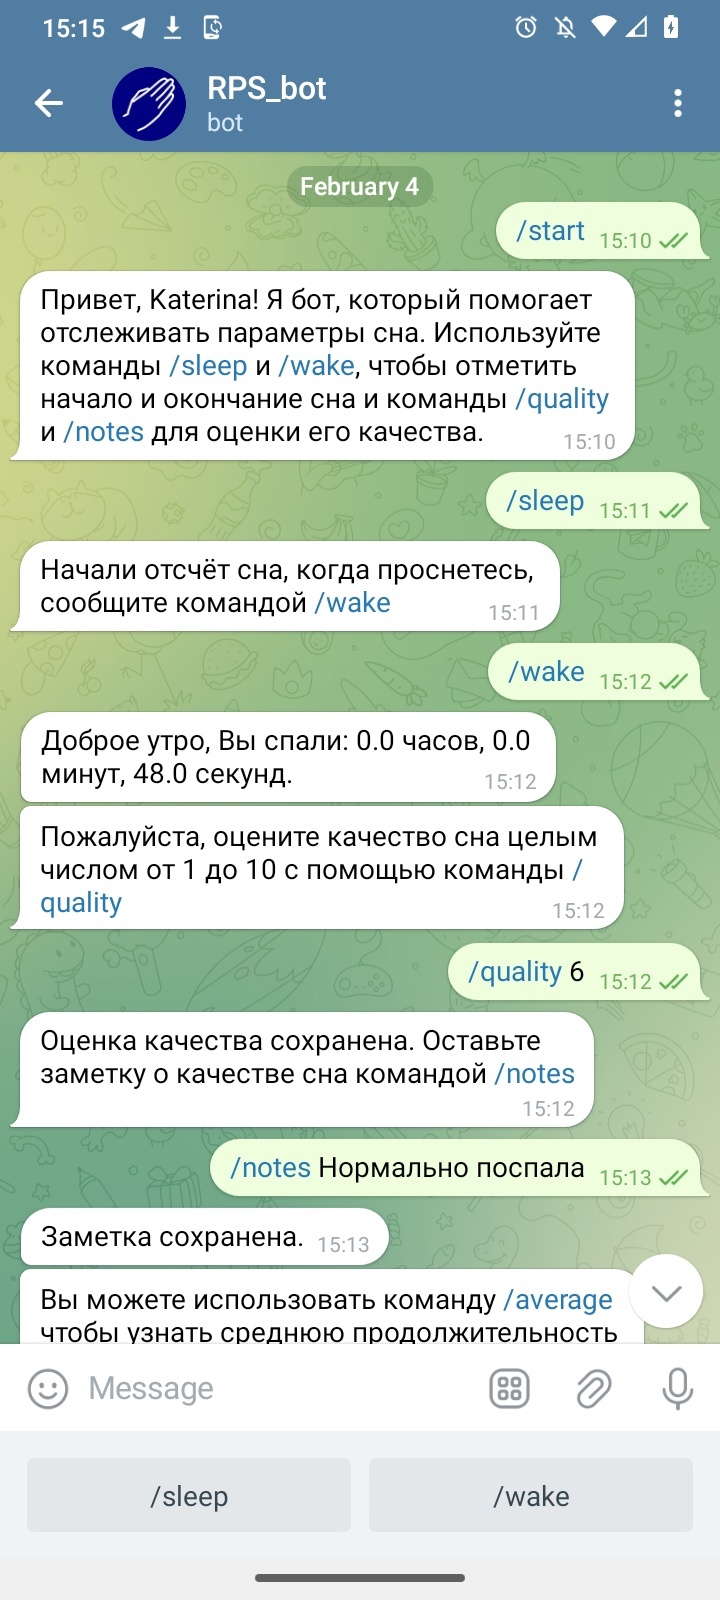 15:15
RPS_bot
bot
February 4
/start 15:10
Привет, Katerina! Я бот, который помогает
отслеживать параметры сна. Используйте
команды /sleep и /wake, чтобы отметить
начало и окончание сна и команды /quality
и /notes для оценки его качества. 15:10
/sleep 15:11
Начали отсчёт сна, когда проснетесь,
сообщите командой /wake 15:11
/wake 15:12
Доброе утро, Вы спали: 0.0 часов, 0.0
минут, 48.0 секунд. 15:12
Пожалуйста, оцените качество сна целым
числом от 1 до 10 с помощью команды /
quality 15:12
/quality 6 15:12
Оценка качества сохранена. Оставьте
заметку о качестве сна командой /notes
15:12
/notes Нормально поспала 15:13
Заметка сохранена. 15:13
Вы можете использовать команду /average
чтобы узнать среднюю продолжительность
Message
/sleep /wake